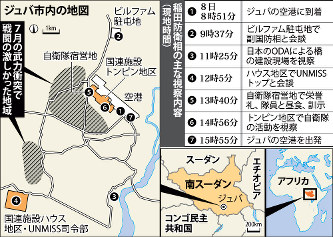 ジュバ市内の地図
1km
ビルファム駐屯地
7月の武力衝突で
戦闘の激しかった地域
自衛隊宿営地
国連施設
トンピン地区
空港
国連施設ハウス
地区・UNMISS司令部
稲田防衛相の主な視察内容
(現地時間)
❶ 8日 8時51分 ジュバの空港に到着
❷ 9時37分 ビルファム駐屯地で副国防相と会談
❸ 11時5分 日本のODAによる橋の建設現場を視察
❹ 12時5分 ハウス地区でUNMISSトップと会談
❺ 13時40分 自衛隊宿営地で栄誉礼、隊員と昼食、訓示
❻ 14時56分 トンピン地区で自衛隊の活動を視察
❼ 15時55分 ジュバの空港を出発
スーダン
南スーダン
ジュバ
エチオピア
コンゴ民主
共和国
200km
アフリカ